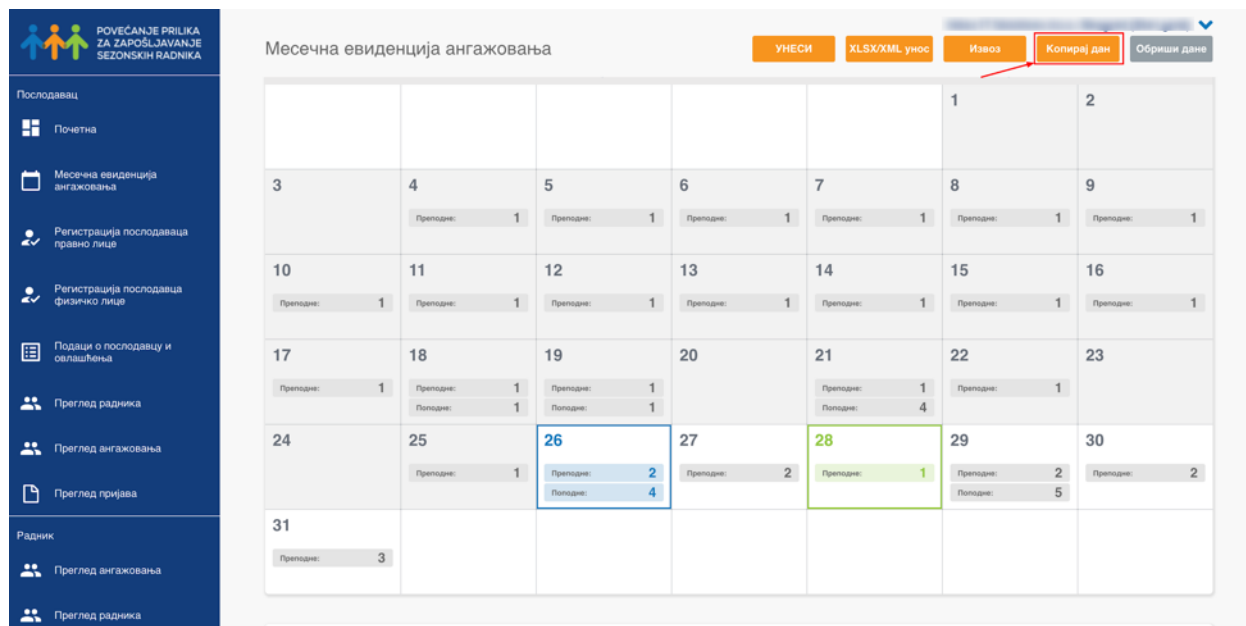 POVEĆANJE PRILIKA
ZA ZAPOŠLJAVANJE
SEZONSKIH RADNIKA
Послодавац
Почетна
Месечна евиденција
ангажовања
Регистрација послодаваца
правно лице
Регистрација послодавца
физичко лице
Подаци о послодавцу и
овлашћења
Преглед радника
Преглед ангажовања
Преглед пријава
Радник
Преглед ангажовања
Преглед радника
Месечна евиденција ангажовања
УНЕСИ XLSX/XML унос Извоз Копирај дан Обриши дане
1 2
3 4 5 6 7 8 9
Преподне: 1 Преподне: 1 Преподне: 1 Преподне: 1 Преподне: 1 Преподне: 1
10 11 12 13 14 15 16
Преподне: 1 Преподне: 1 Преподне: 1 Преподне: 1 Преподне: 1 Преподне: 1 Преподне: 1
17 18 19 20 21 22 23
Преподне: 1 Преподне: 1 Преподне: 1 Преподне: 1 Преподне: 1
Поподне: 1 Поподне: 1 Поподне: 4
24 25 26 27 28 29 30
Преподне: 1 Преподне: 2 Преподне: 2 Преподне: 1 Преподне: 2 Преподне: 2
Поподне: 4 Поподне: 5
31
Преподне: 3